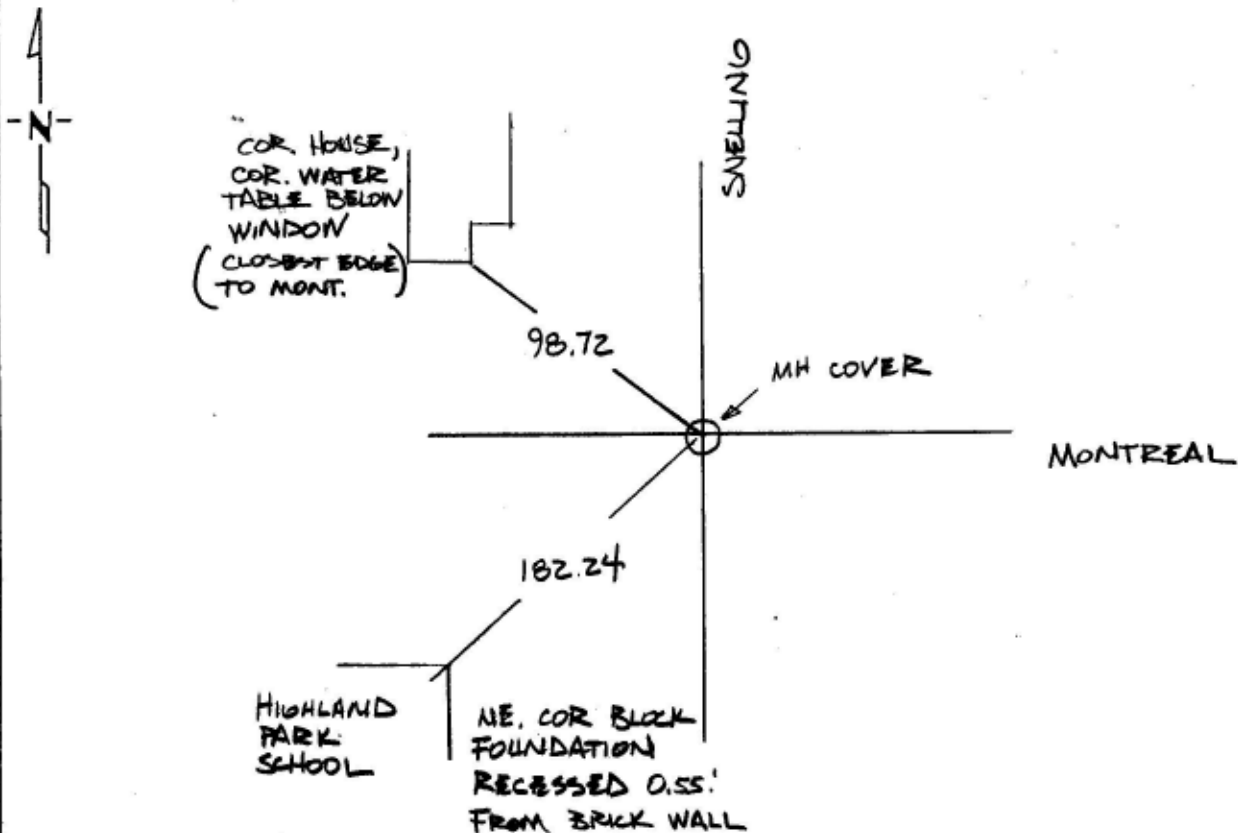 N
SNELLING
COR. HOUSE,
COR. WATER
TABLE BELOW
WINDOW
(CLOSEST EDGE
TO MONT.)
98.72
MH COVER
MONTREAL
182.24
HIGHLAND
PARK
SCHOOL
NE. COR BLOCK
FOUNDATION
RECESSED 0.55'
FROM BRICK WALL